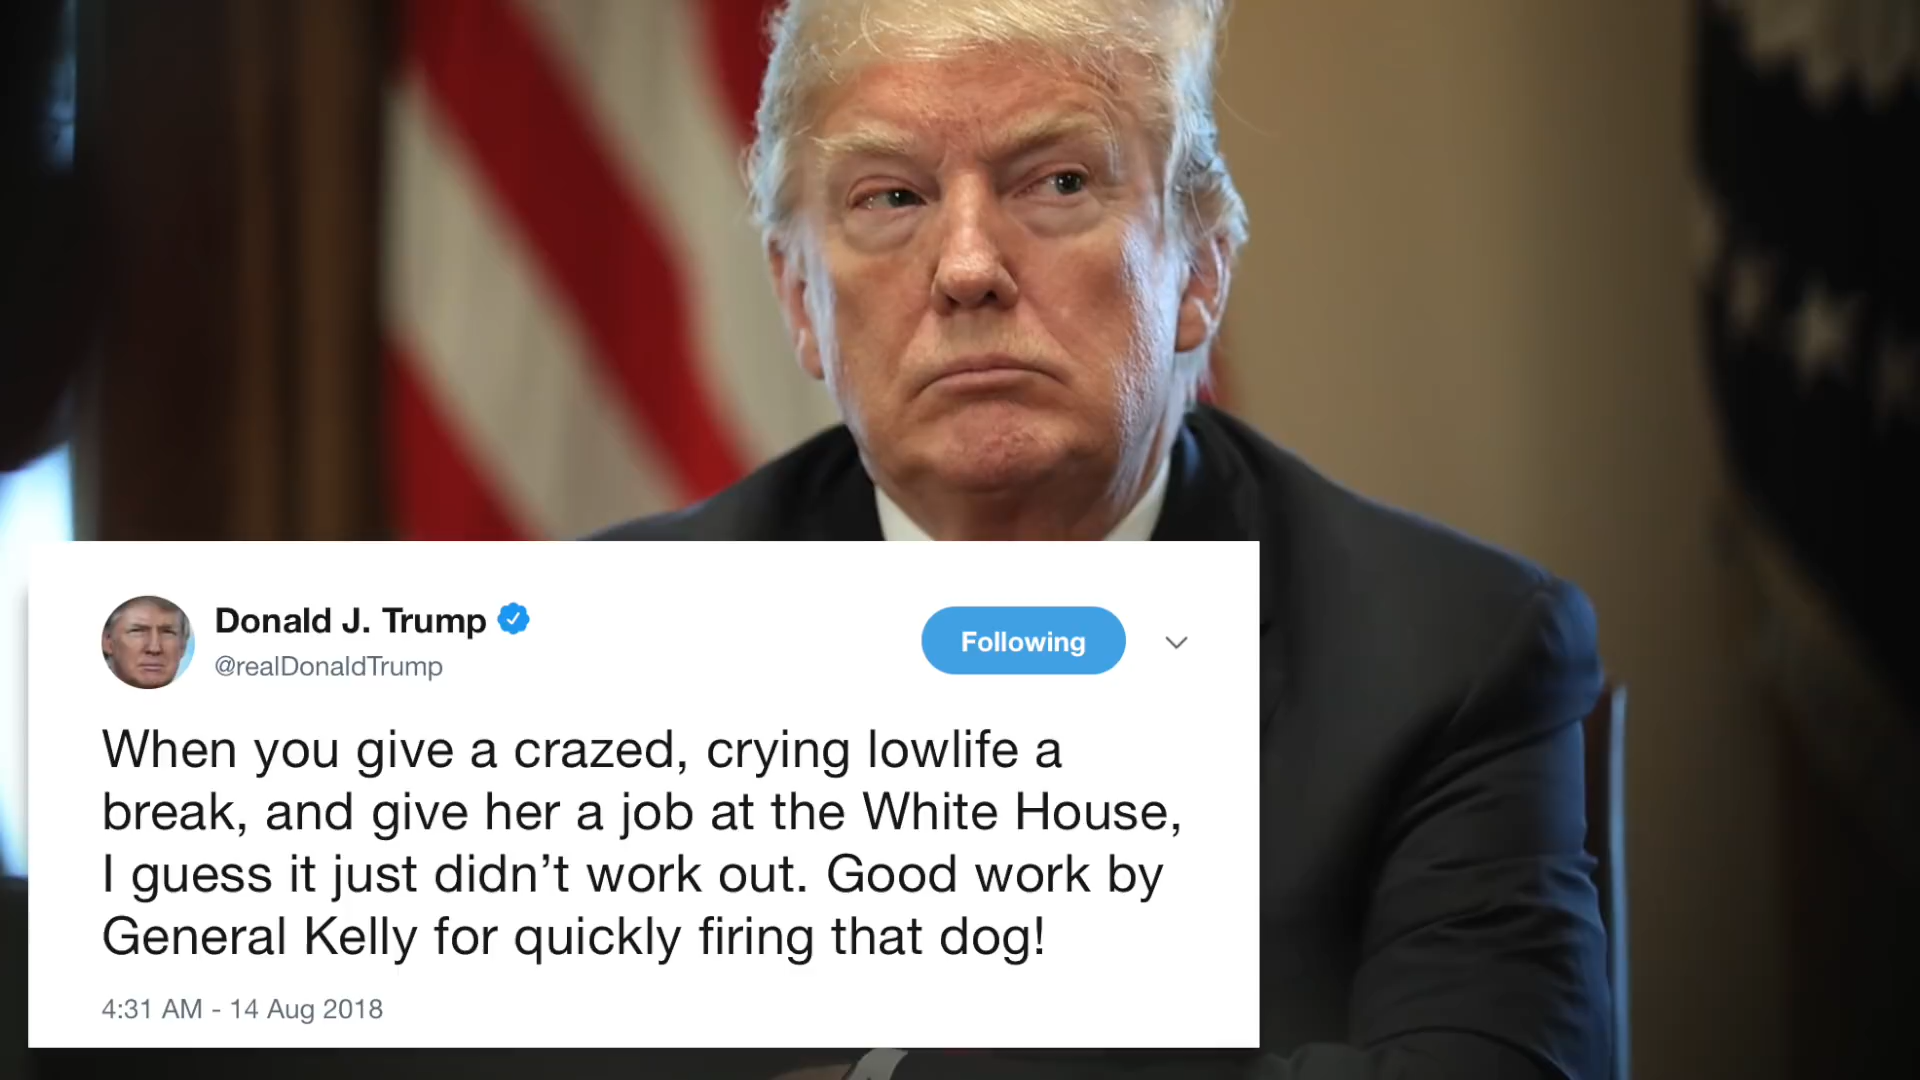 Donald J. Trump
@realDonaldTrump
Following
When you give a crazed, crying lowlife a
break, and give her a job at the White House,
I guess it just didn’t work out. Good work by
General Kelly for quickly firing that dog!
4:31 AM - 14 Aug 2018